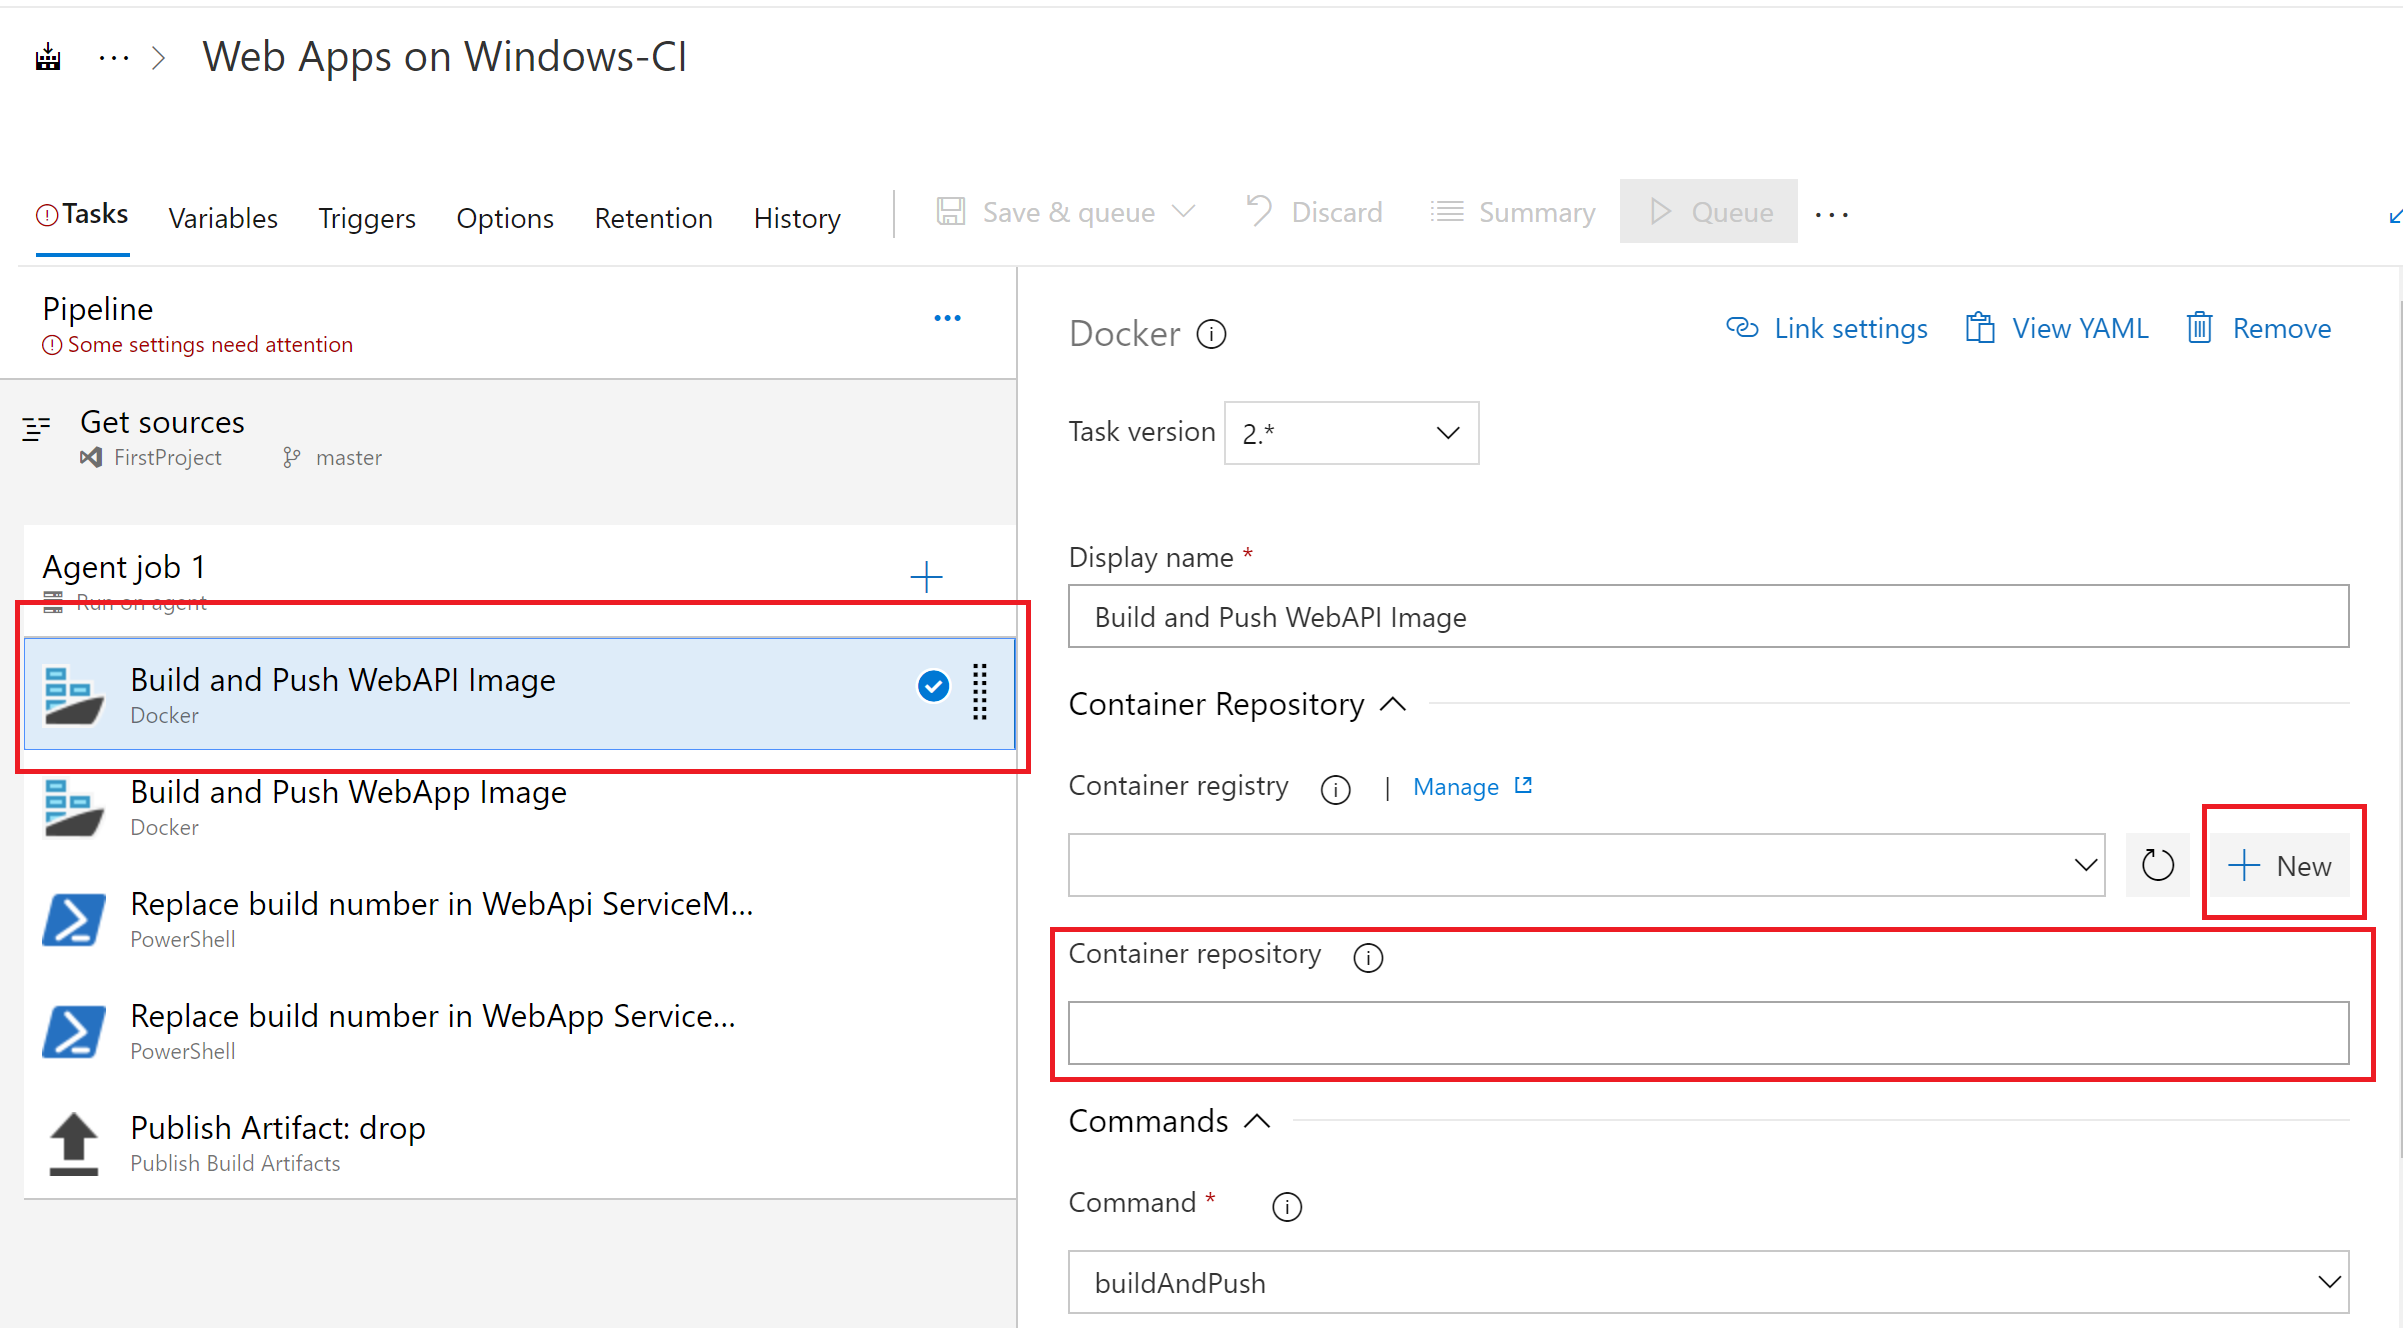 ... > Web Apps on Windows-CI
Tasks Variables Triggers Options Retention History Save & queue Discard Summary Queue ...
Pipeline
Some settings need attention
Get sources
FirstProject master
Agent job 1
Run on agent
Build and Push WebAPI Image
Docker
Build and Push WebApp Image
Docker
Replace build number in WebApi ServiceM...
PowerShell
Replace build number in WebApp Service...
PowerShell
Publish Artifact: drop
Publish Build Artifacts
Docker Link settings View YAML Remove
Task version 2.*
Display name *
Build and Push WebAPI Image
Container Repository
Container registry | Manage
New
Container repository
Commands
Command *
buildAndPush